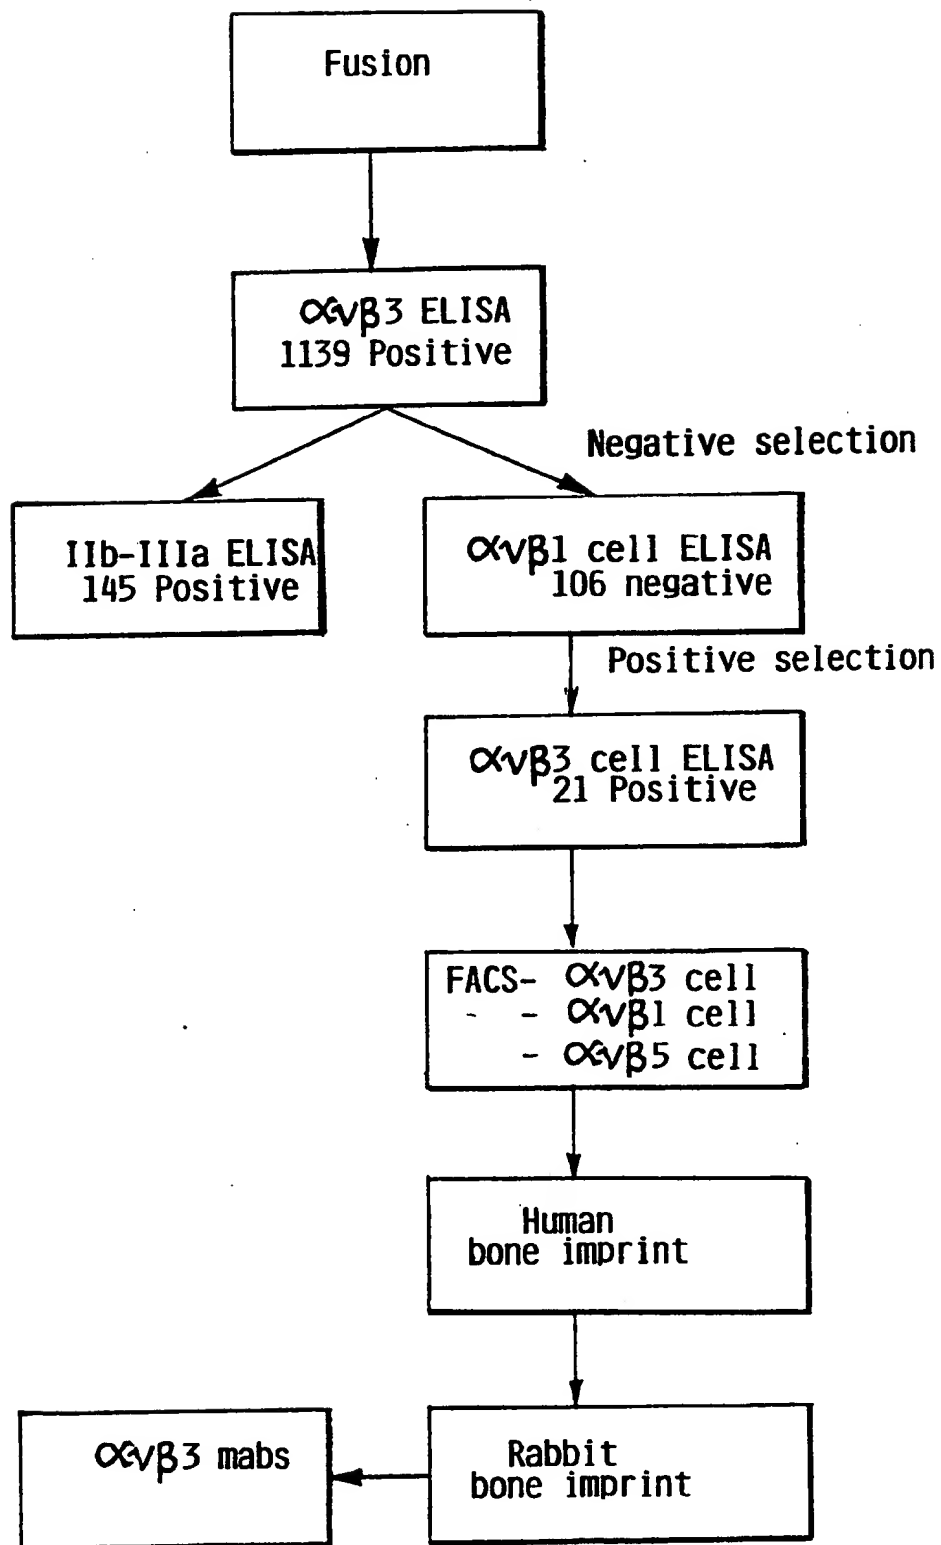 Fusion
αvβ3 ELISA
1139 Positive
Negative selection
IIb-IIIa ELISA
145 Positive
αvβ1 cell ELISA
106 negative
Positive selection
αvβ3 cell ELISA
21 Positive
FACS- αvβ3 cell
- - αvβ1 cell
- αvβ5 cell
Human
bone imprint
αvβ3 mabs
Rabbit
bone imprint